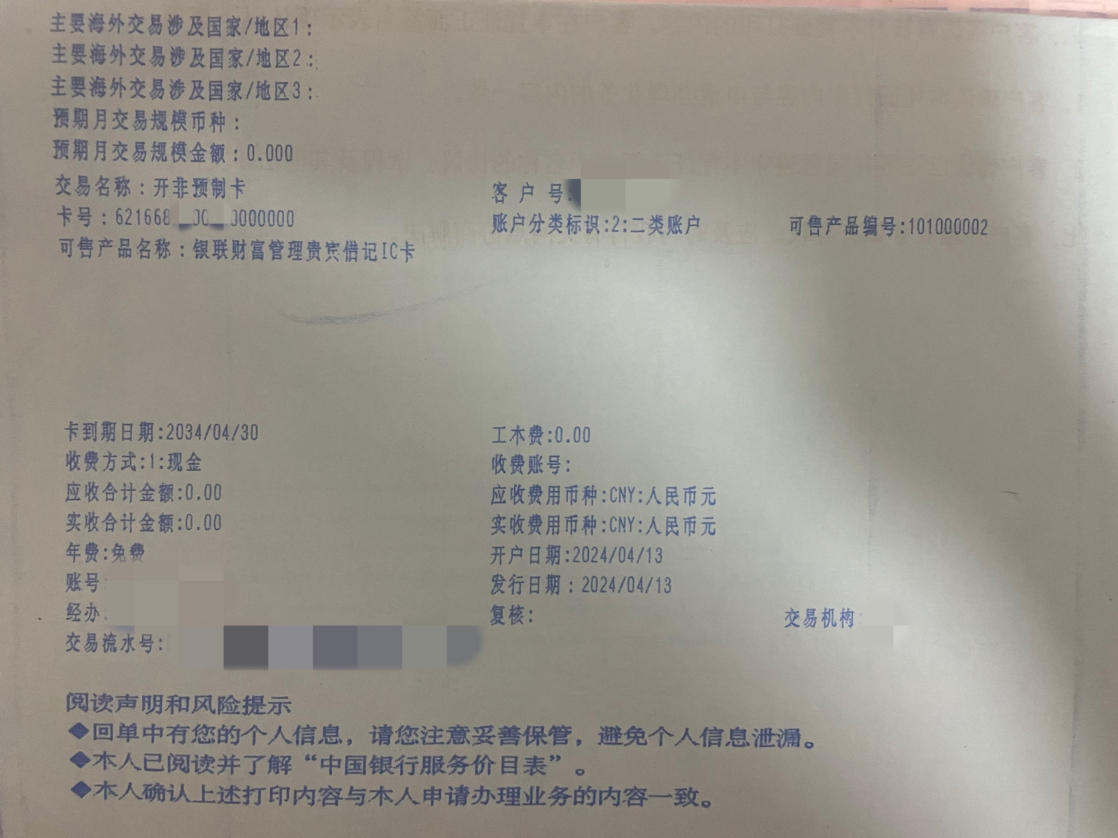 主要海外交易涉及国家/地区1：
主要海外交易涉及国家/地区2：
主要海外交易涉及国家/地区3：
预期月交易规模币种：
预期月交易规模金额：0.000
交易名称：开非预制卡 客 户 号：
卡号：621668 00 0000000 账户分类标识:2:二类账户 可售产品编号:101000002
可售产品名称：银联财富管理贵宾借记IC卡
卡到期日期:2034/04/30 工本费:0.00
收费方式:1:现金 收费账号:
应收合计金额:0.00 应收费用币种:CNY:人民币元
实收合计金额:0.00 实收费用币种:CNY:人民币元
年费:免费 开户日期:2024/04/13
账号: 发行日期：2024/04/13
经办: 复核: 交易机构
交易流水号:
阅读声明和风险提示
◆回单中有您的个人信息，请您注意妥善保管，避免个人信息泄漏。
◆本人已阅读并了解“中国银行服务价目表”。
◆本人确认上述打印内容与本人申请办理业务的内容一致。